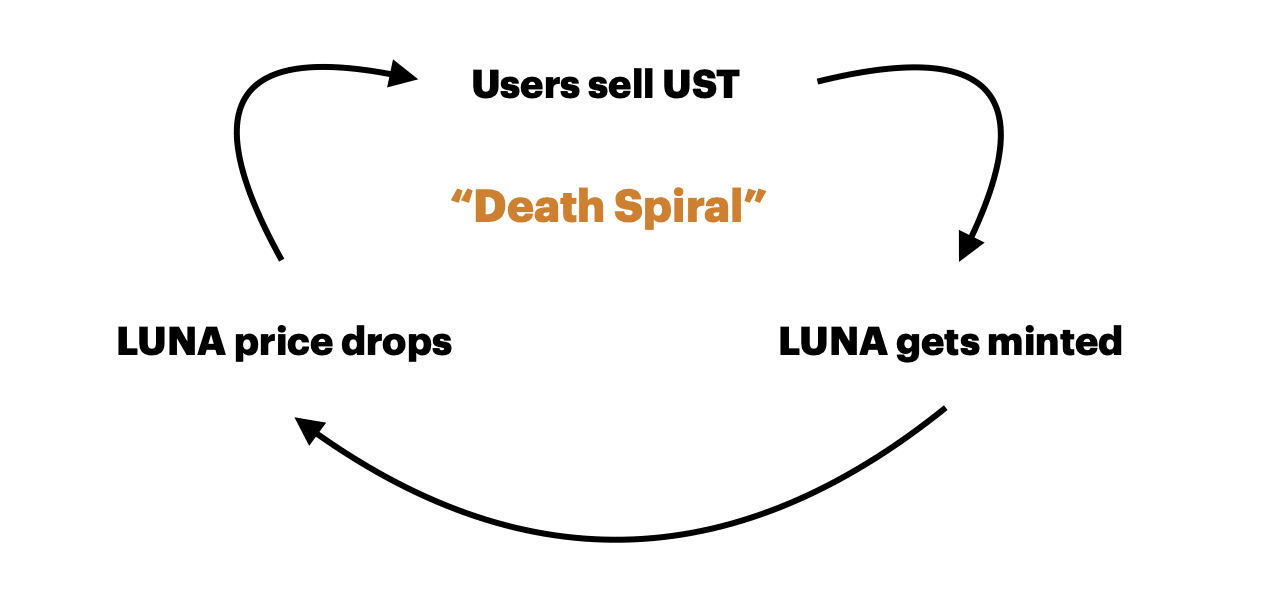 Users sell UST
“Death Spiral”
LUNA price drops
LUNA gets minted